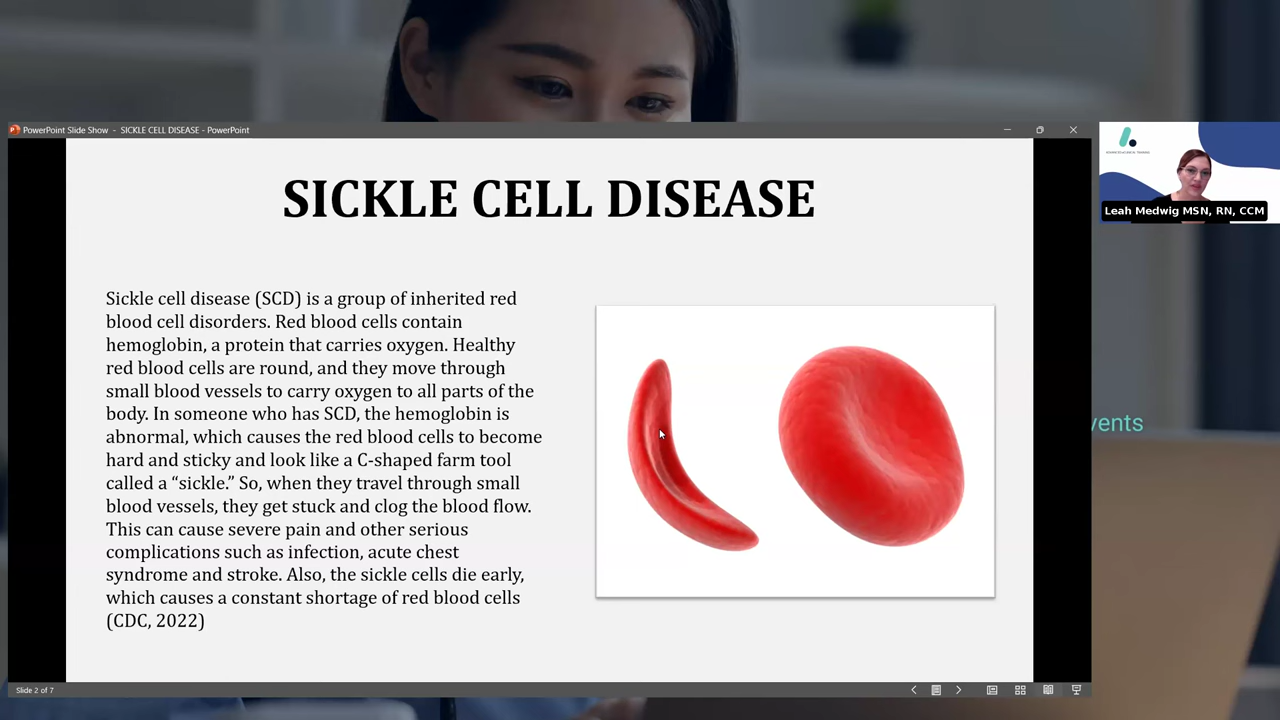 PowerPoint Slide Show - SICKLE CELL DISEASE - PowerPoint
SICKLE CELL DISEASE
Sickle cell disease (SCD) is a group of inherited red
blood cell disorders. Red blood cells contain
hemoglobin, a protein that carries oxygen. Healthy
red blood cells are round, and they move through
small blood vessels to carry oxygen to all parts of the
body. In someone who has SCD, the hemoglobin is
abnormal, which causes the red blood cells to become
hard and sticky and look like a C-shaped farm tool
called a “sickle.” So, when they travel through small
blood vessels, they get stuck and clog the blood flow.
This can cause severe pain and other serious
complications such as infection, acute chest
syndrome and stroke. Also, the sickle cells die early,
which causes a constant shortage of red blood cells
(CDC, 2022)
Leah Medwig MSN, RN, CCM
vents
Slide 2 of 7